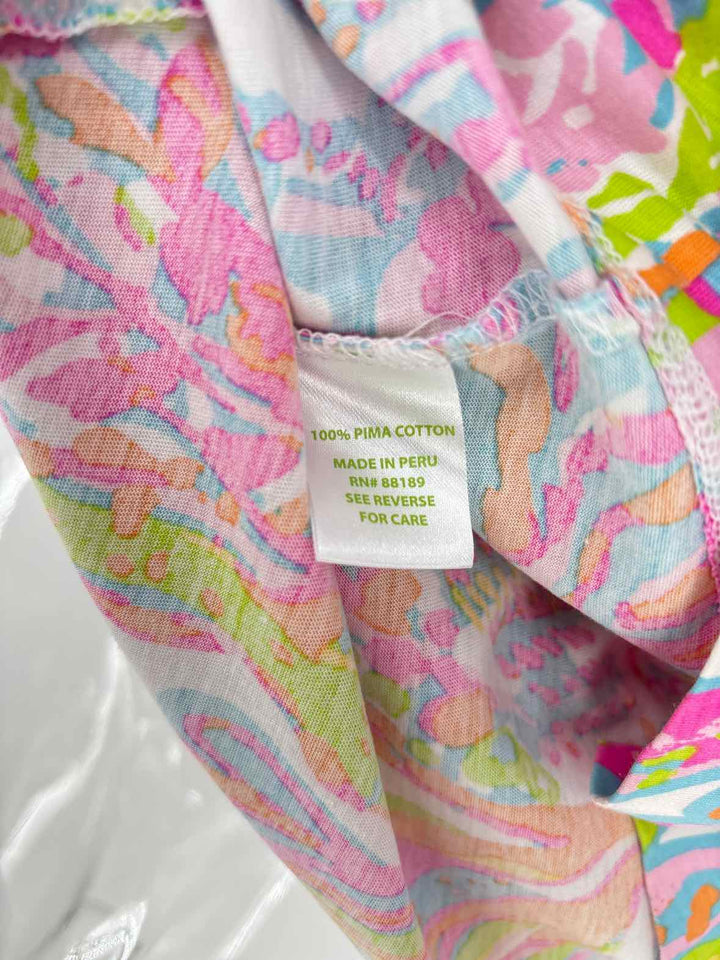 100% PIMA COTTON
MADE IN PERU
RN# 88189
SEE REVERSE
FOR CARE